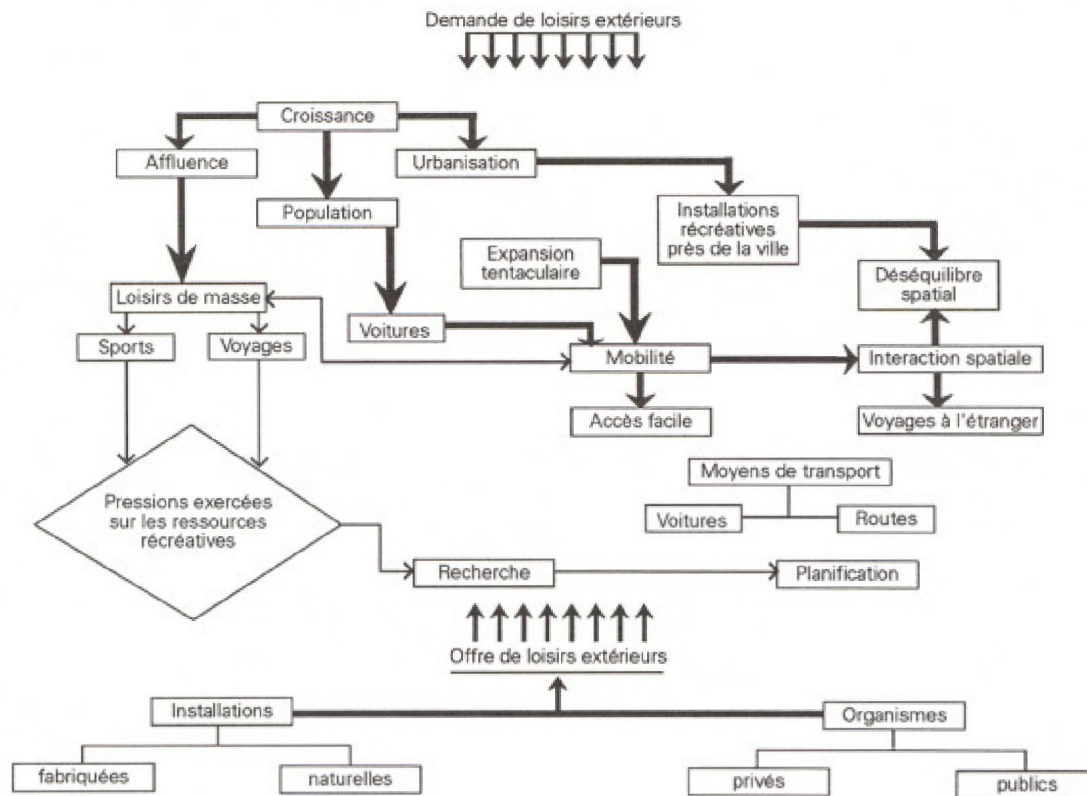 Demande de loisirs extérieurs
Croissance
Affluence
Urbanisation
Population
Installations
récréatives
près de la ville
Expansion
tentaculaire
Déséquilibre
spatial
Loisirs de masse
Voitures
Sports
Voyages
Mobilité
Interaction spatiale
Accès facile
Voyages à l'étranger
Moyens de transport
Pressions exercées
sur les ressources
récréatives
Voitures
Routes
Recherche
Planification
Offre de loisirs extérieurs
Installations
Organismes
fabriquées
naturelles
privés
publics